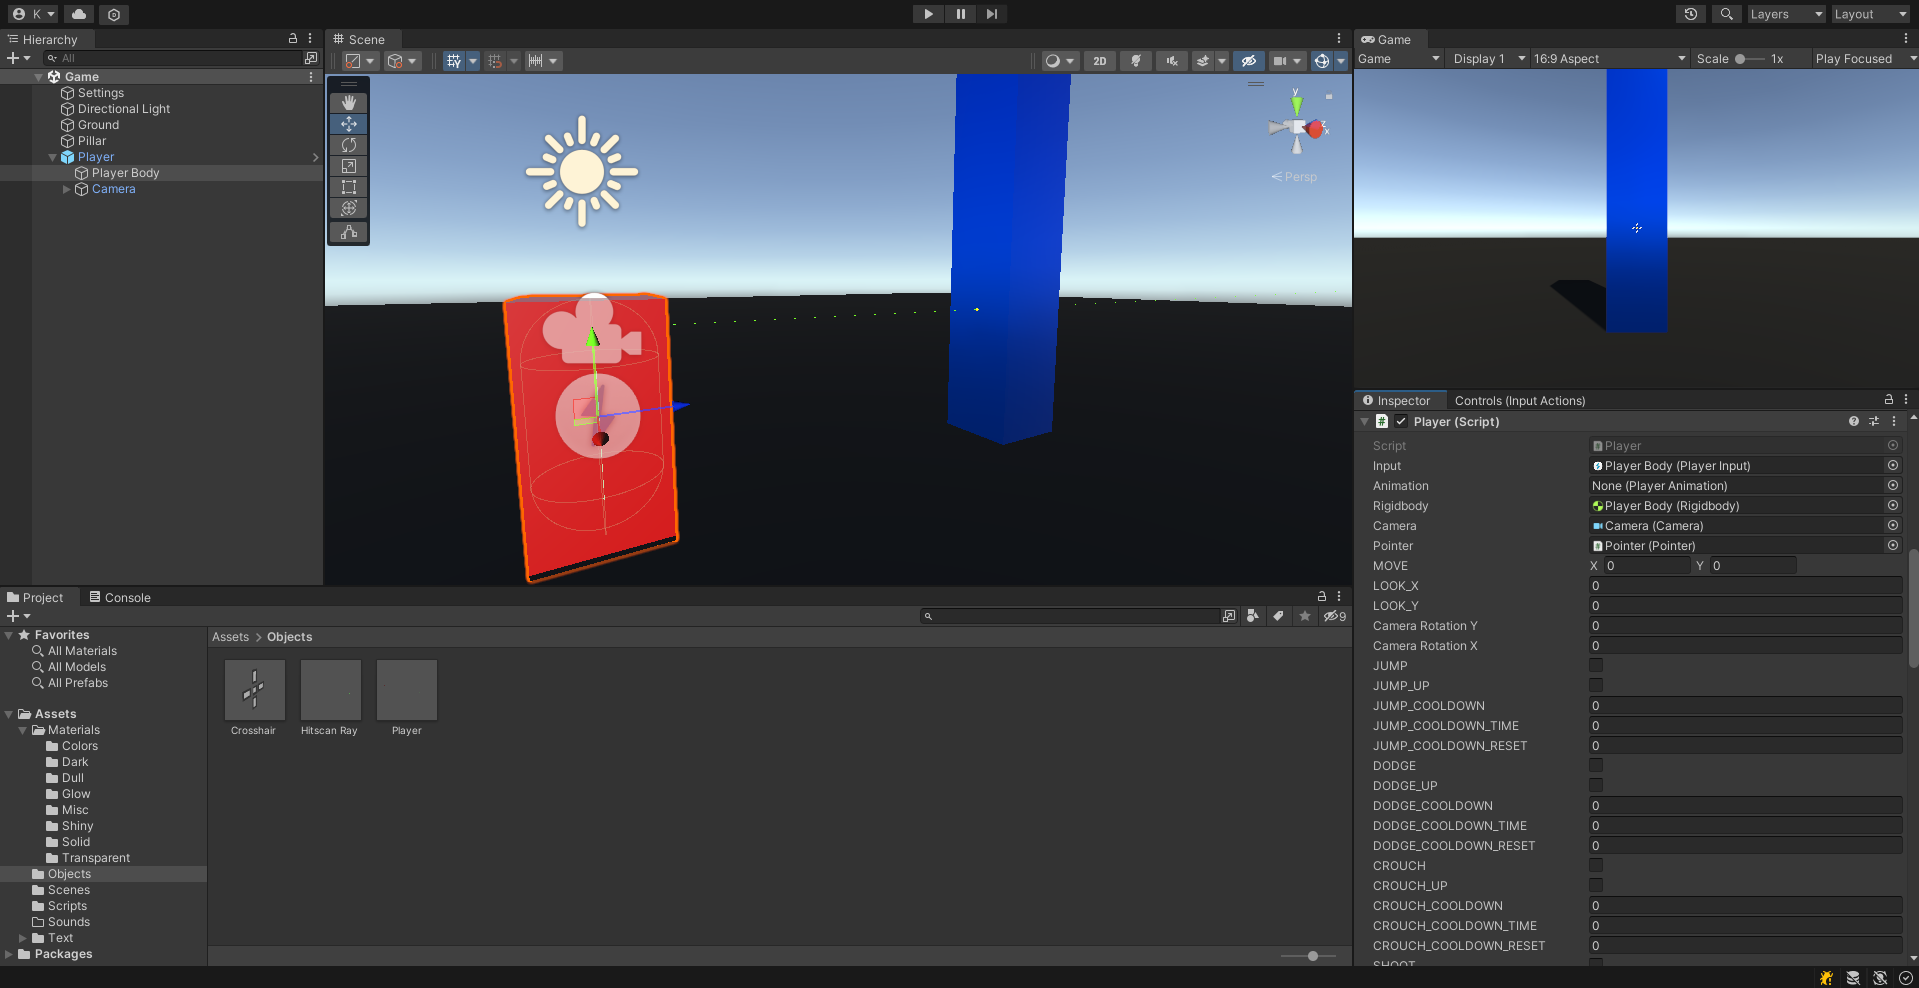 K
Layers
Layout
Hierarchy
All
Game
Settings
Directional Light
Ground
Pillar
Player
Player Body
Camera
Scene
2D
y
z
x
Persp
Game
Game
Display 1
16:9 Aspect
Scale
1x
Play Focused
Inspector
Controls (Input Actions)
Player (Script)
Script
Player
Input
Player Body (Player Input)
Animation
None (Player Animation)
Rigidbody
Player Body (Rigidbody)
Camera
Camera (Camera)
Pointer
Pointer (Pointer)
MOVE
X 0 Y 0
LOOK_X
0
LOOK_Y
0
Camera Rotation Y
0
Camera Rotation X
0
JUMP
JUMP_UP
JUMP_COOLDOWN
0
JUMP_COOLDOWN_TIME
0
JUMP_COOLDOWN_RESET
0
DODGE
DODGE_UP
DODGE_COOLDOWN
0
DODGE_COOLDOWN_TIME
0
DODGE_COOLDOWN_RESET
0
CROUCH
CROUCH_UP
CROUCH_COOLDOWN
0
CROUCH_COOLDOWN_TIME
0
CROUCH_COOLDOWN_RESET
0
SHOOT
Project
Console
9
Favorites
All Materials
All Models
All Prefabs
Assets
Materials
Colors
Dark
Dull
Glow
Misc
Shiny
Solid
Transparent
Objects
Scenes
Scripts
Sounds
Text
Packages
Assets > Objects
Crosshair
Hitscan Ray
Player